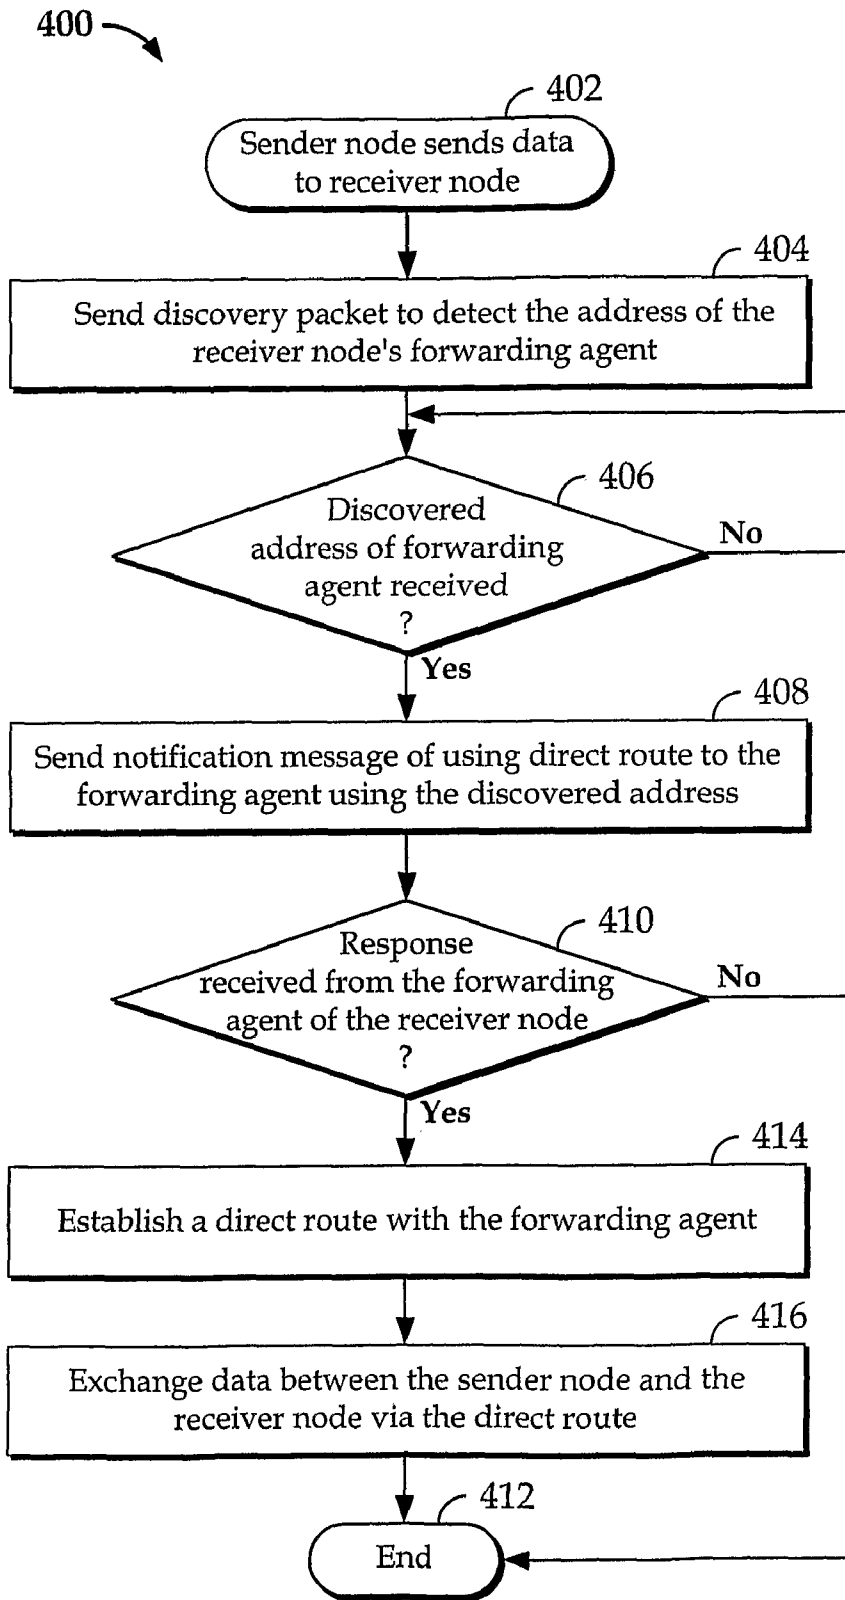 400
402
Sender node sends data
to receiver node
404
Send discovery packet to detect the address of the
receiver node's forwarding agent
406
Discovered
address of forwarding
agent received
?
No
Yes
408
Send notification message of using direct route to the
forwarding agent using the discovered address
410
Response
received from the forwarding
agent of the receiver node
?
No
Yes
414
Establish a direct route with the forwarding agent
416
Exchange data between the sender node and the
receiver node via the direct route
412
End